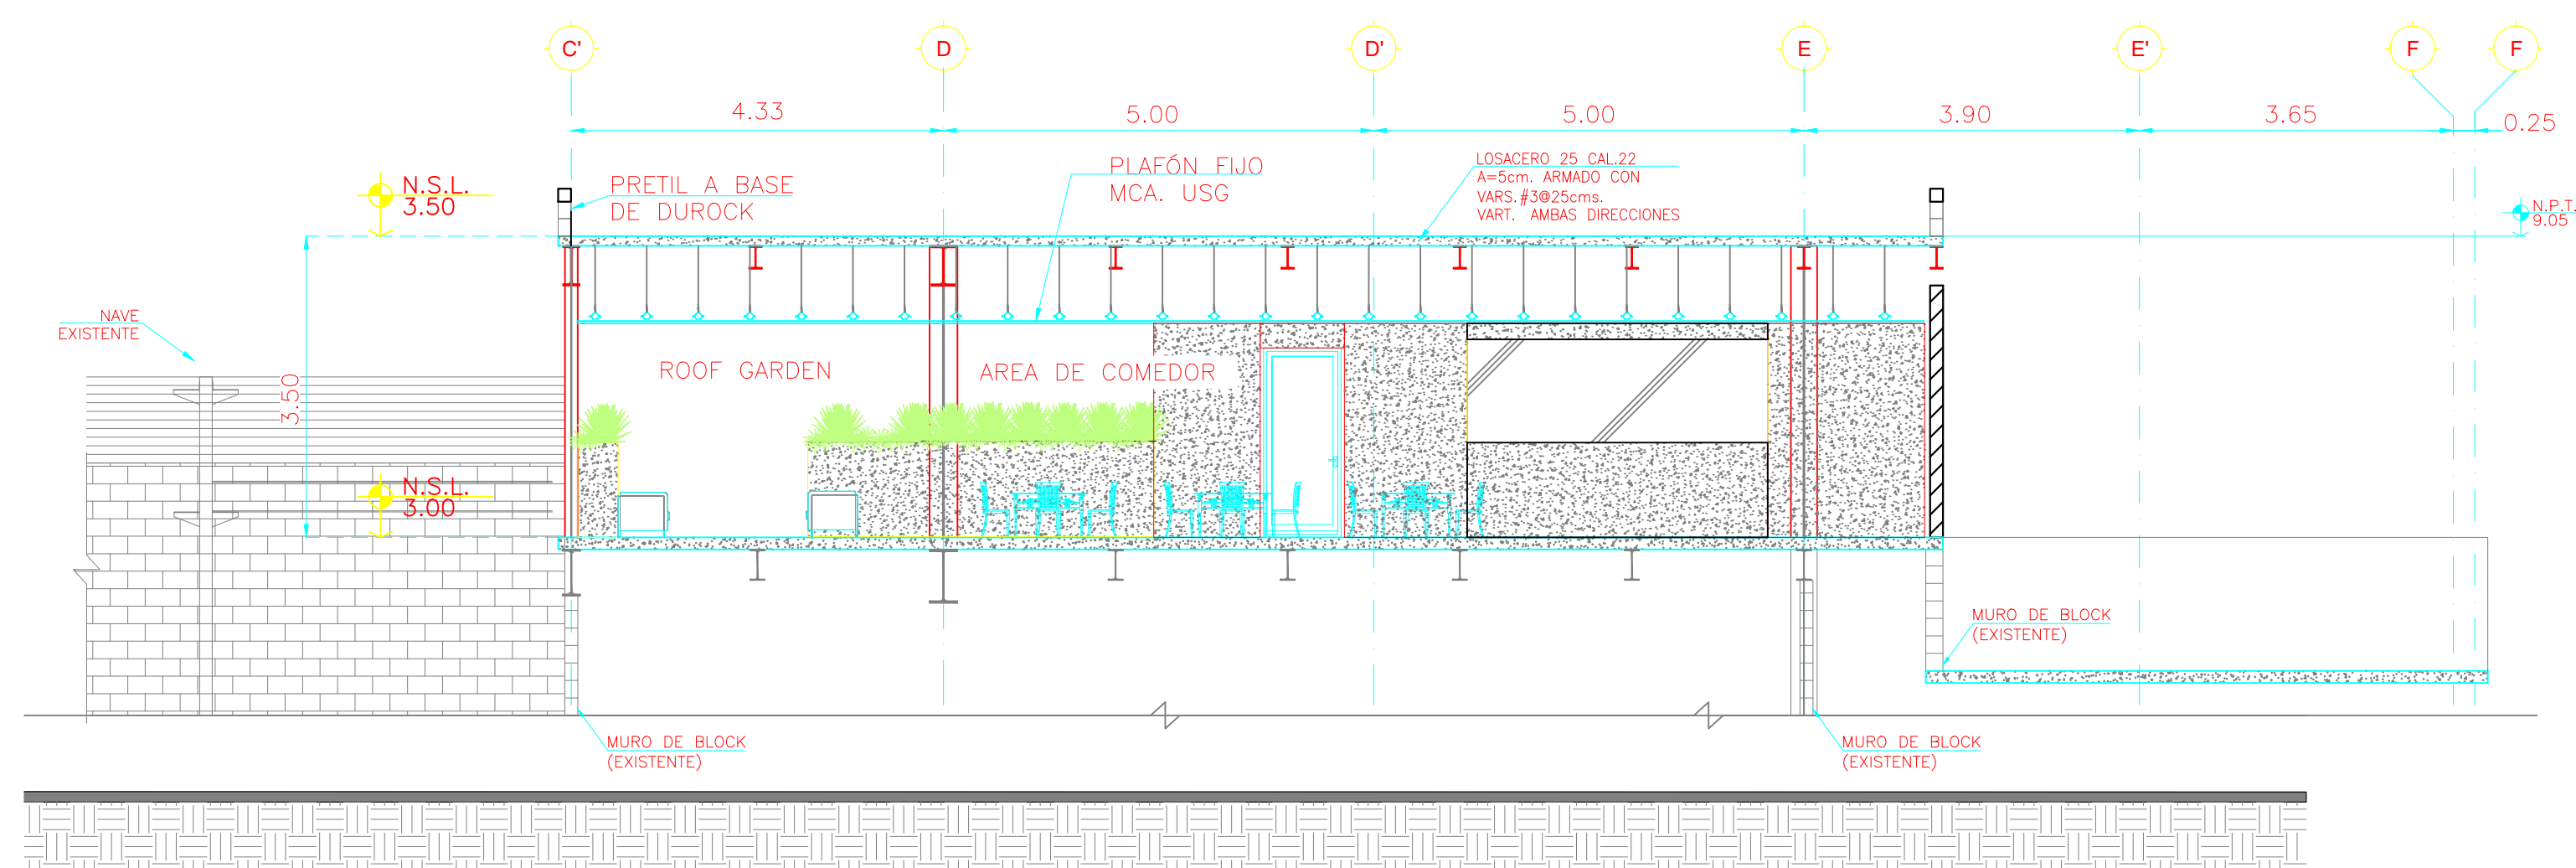 C'
D
D'
E
E'
F
F
4.33
5.00
5.00
3.90
3.65
0.25
N.S.L.
3.50
PRETIL A BASE
DE DUROCK
PLAFÓN FIJO
MCA. USG
LOSACERO 25 CAL.22
A=5cm. ARMADO CON
VARS.#3@25cms.
VART. AMBAS DIRECCIONES
N.P.T.
9.05
NAVE
EXISTENTE
3.50
ROOF GARDEN
AREA DE COMEDOR
N.S.L.
3.00
MURO DE BLOCK
(EXISTENTE)
MURO DE BLOCK
(EXISTENTE)
MURO DE BLOCK
(EXISTENTE)